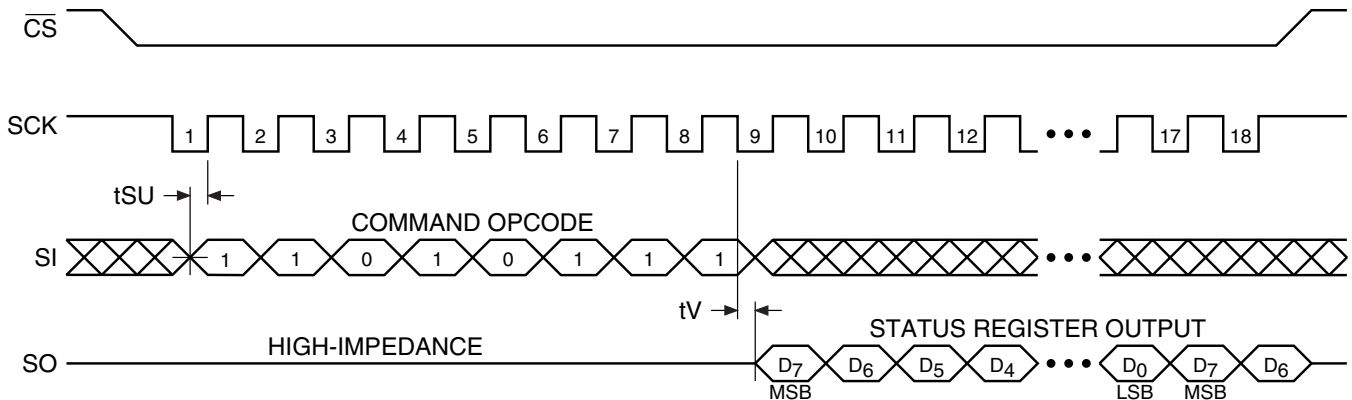 CS
SCK 1 2 3 4 5 6 7 8 9 10 11 12 ••• 17 18
tSU
COMMAND OPCODE
SI 1 1 0 1 0 1 1 1 •••
tV
HIGH-IMPEDANCE
STATUS REGISTER OUTPUT
SO D7 D6 D5 D4 ••• D0 D7 D6
MSB LSB MSB